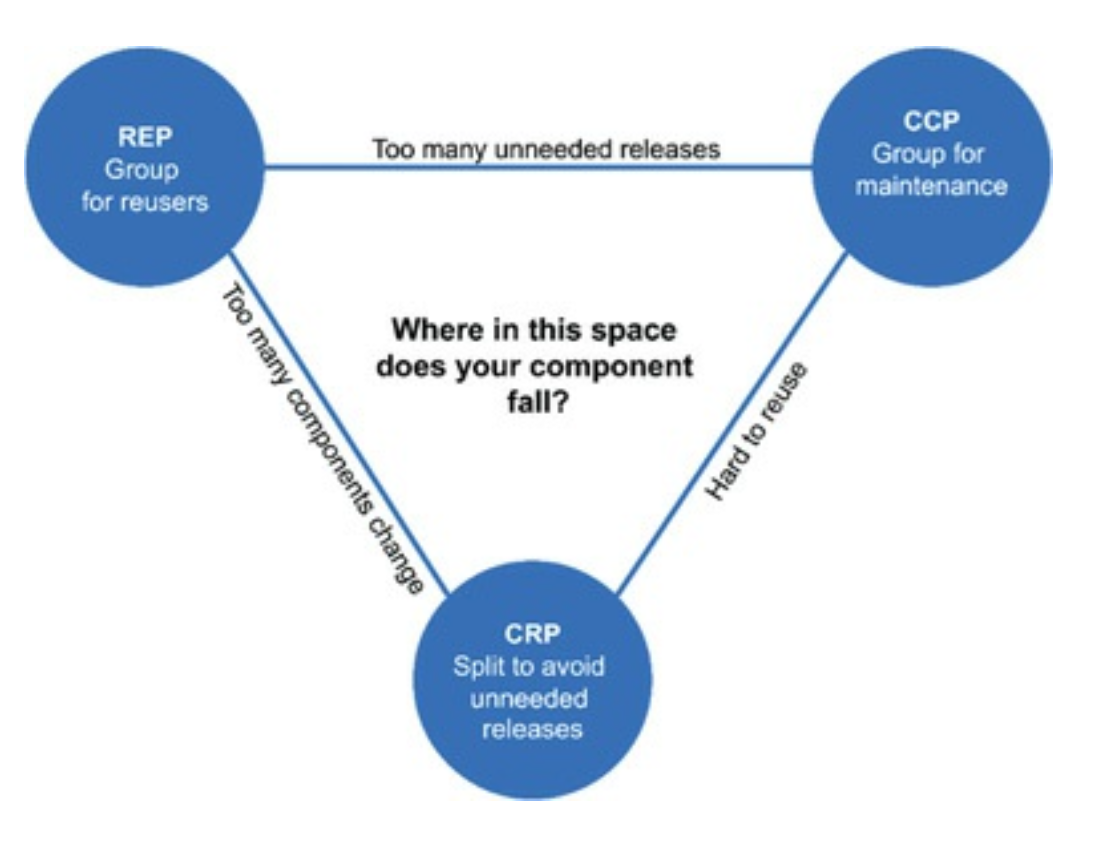 REP
Group
for reusers
Too many unneeded releases
CCP
Group for
maintenance
Too many components change
Where in this space
does your component
fall?
Hard to reuse
CRP
Split to avoid
unneeded
releases